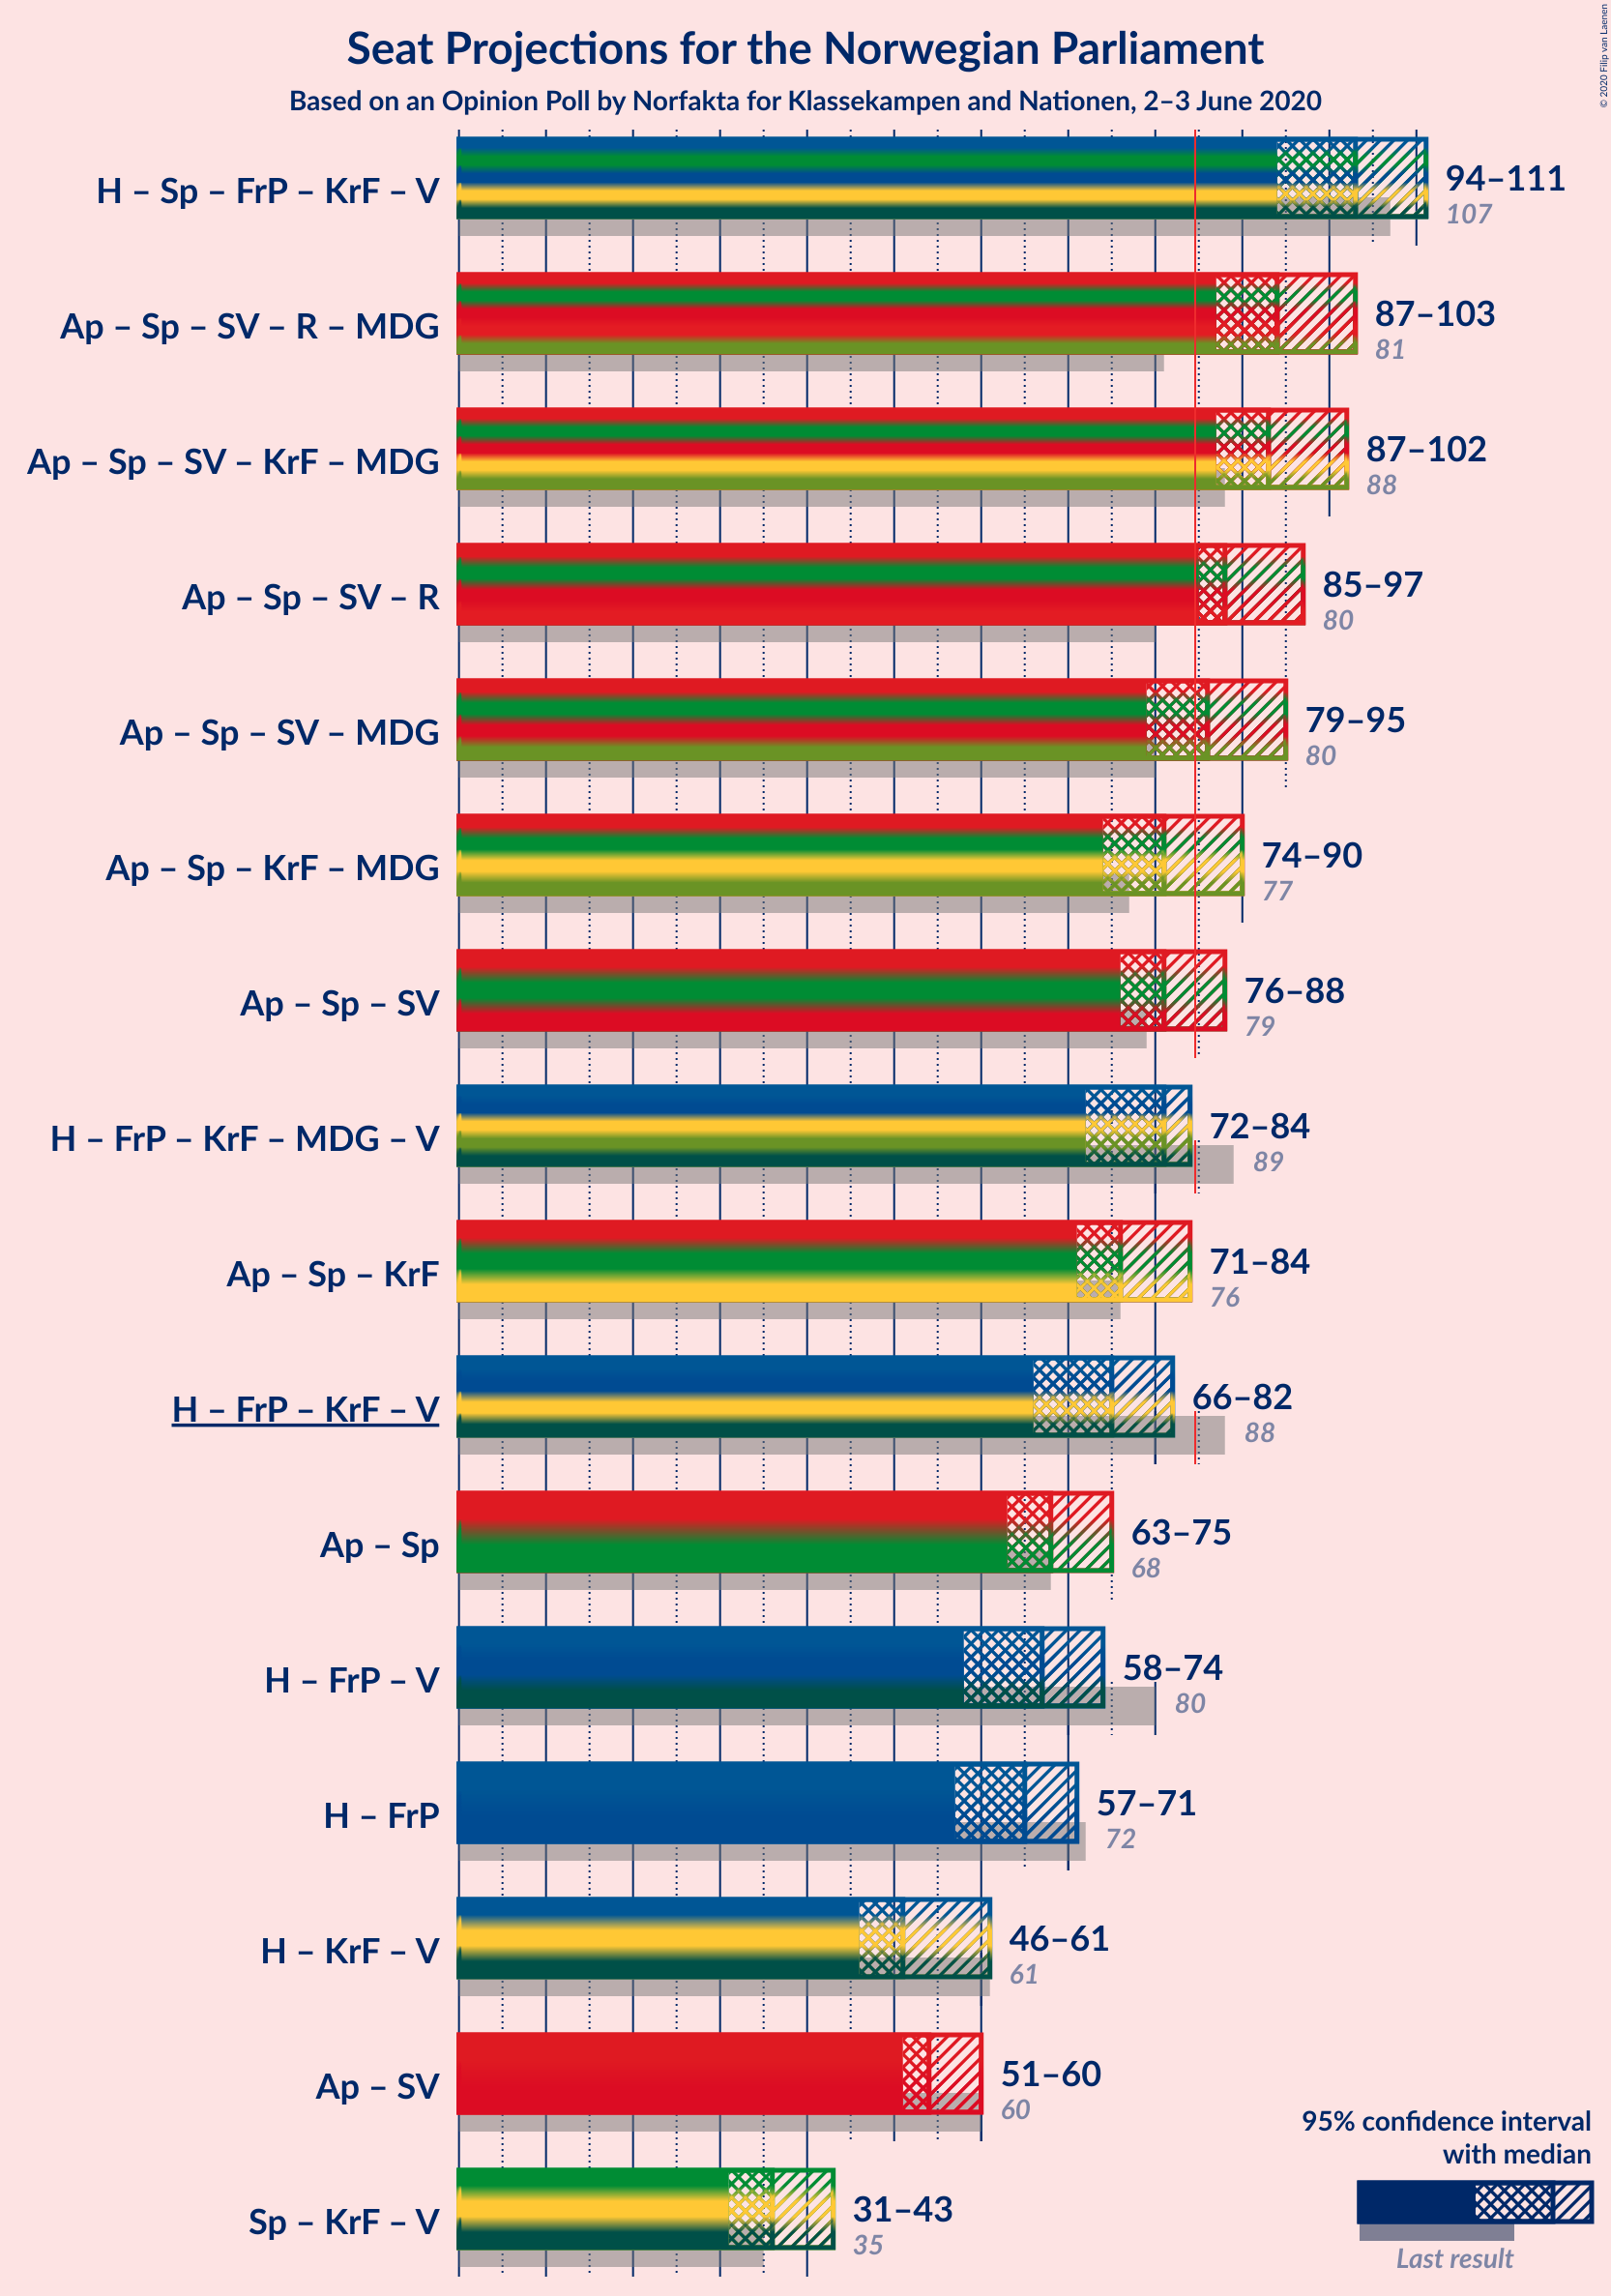 Seat Projections for the Norwegian Parliament
Based on an Opinion Poll by Norfakta for Klassekampen and Nationen, 2–3 June 2020
© 2020 Filip van Laenen
H – Sp – FrP – KrF – V
94–111
107
Ap – Sp – SV – R – MDG
87–103
81
Ap – Sp – SV – KrF – MDG
87–102
88
Ap – Sp – SV – R
85–97
80
Ap – Sp – SV – MDG
79–95
80
Ap – Sp – KrF – MDG
74–90
77
Ap – Sp – SV
76–88
79
H – FrP – KrF – MDG – V
72–84
89
Ap – Sp – KrF
71–84
76
H – FrP – KrF – V
66–82
88
Ap – Sp
63–75
68
H – FrP – V
58–74
80
H – FrP
57–71
72
H – KrF – V
46–61
61
Ap – SV
51–60
60
Sp – KrF – V
31–43
35
95% confidence interval
with median
Last result